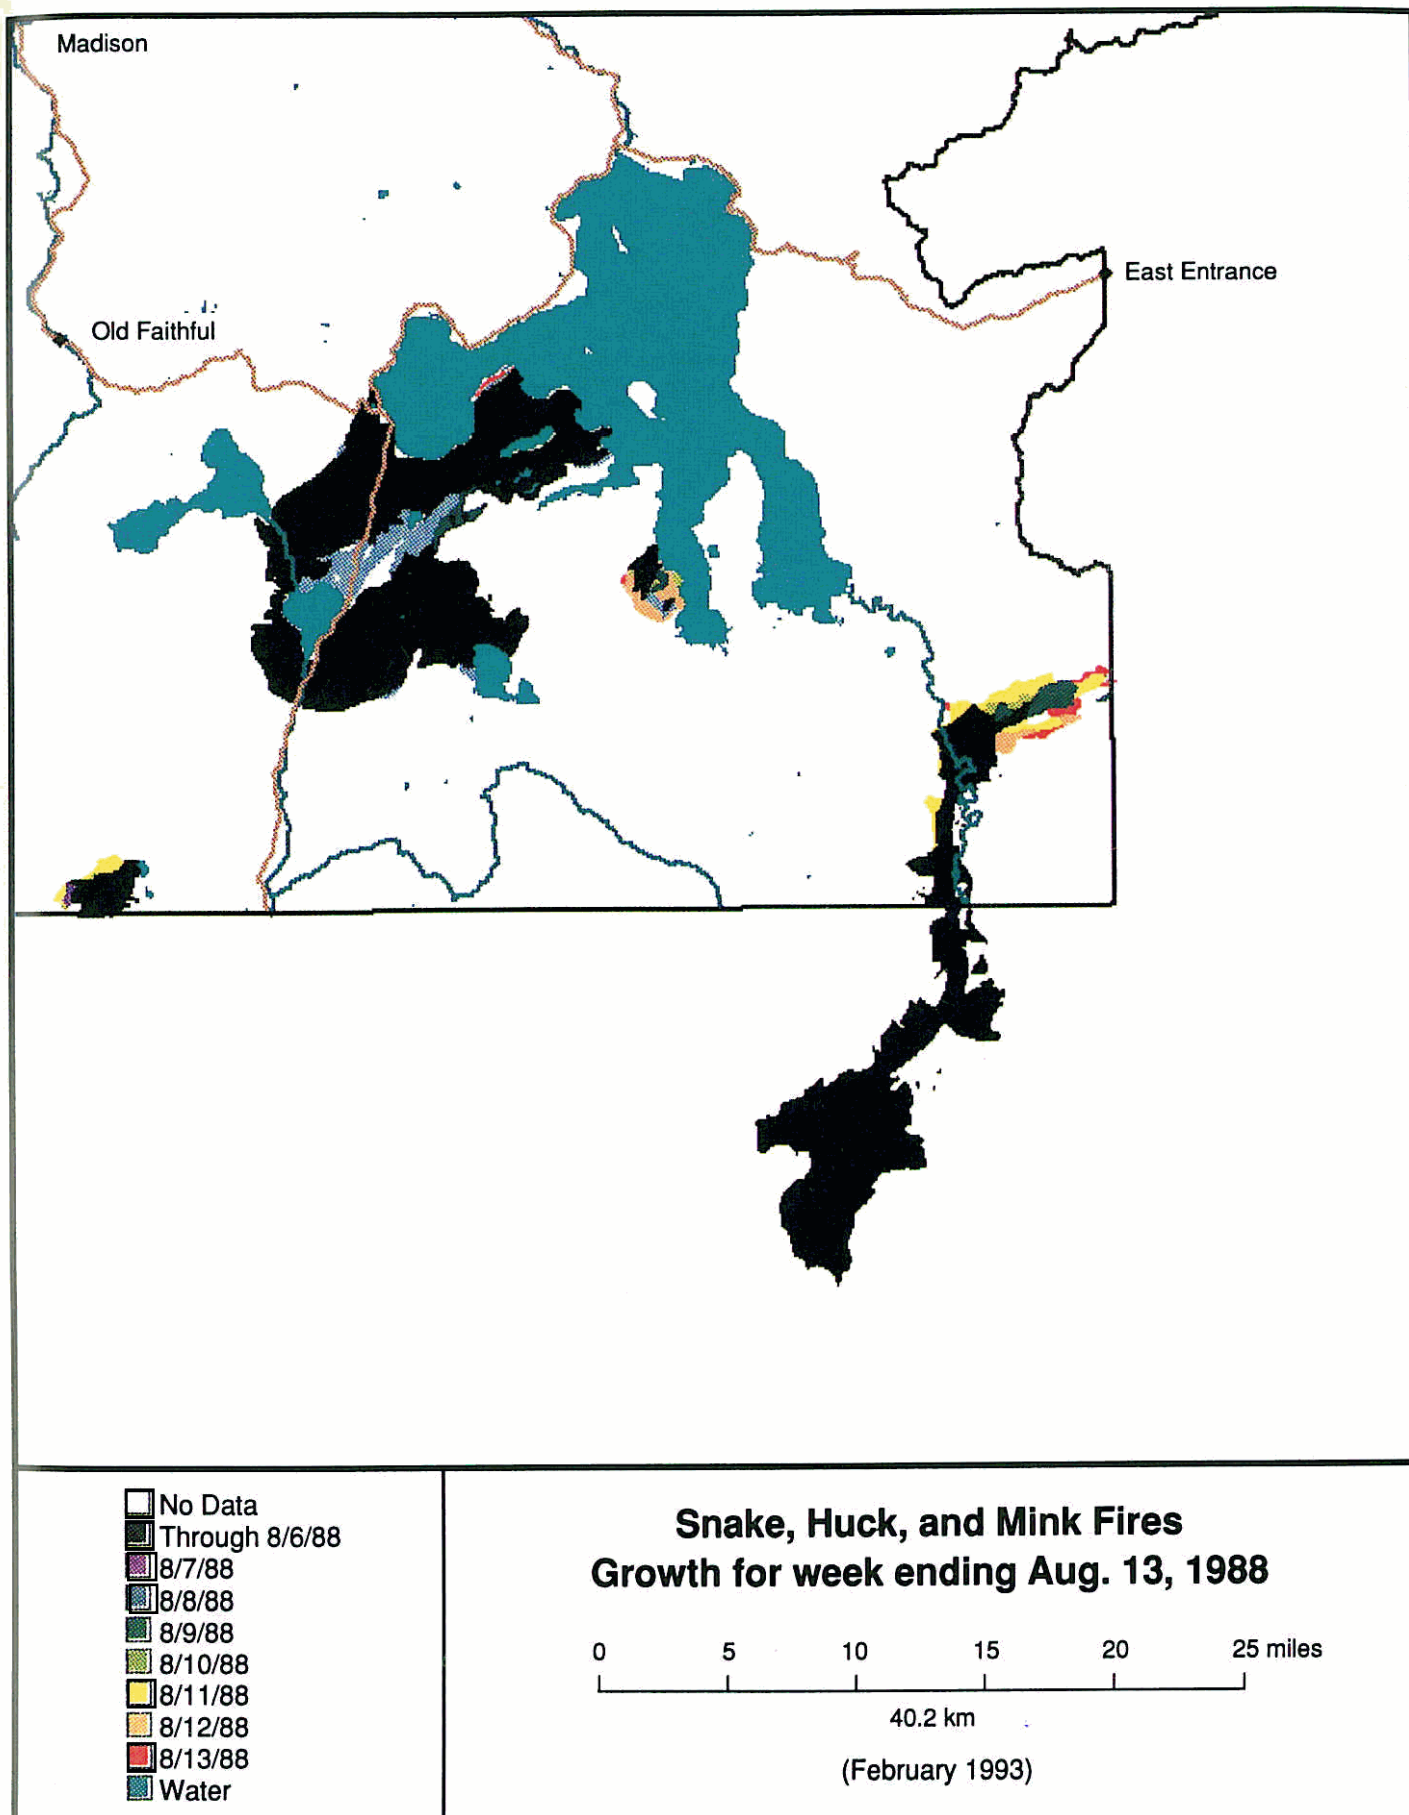 Madison
East Entrance
Old Faithful
No Data
Through 8/6/88
8/7/88
8/8/88
8/9/88
8/10/88
8/11/88
8/12/88
8/13/88
Water
Snake, Huck, and Mink Fires
Growth for week ending Aug. 13, 1988
0 5 10 15 20 25 miles
40.2 km
(February 1993)